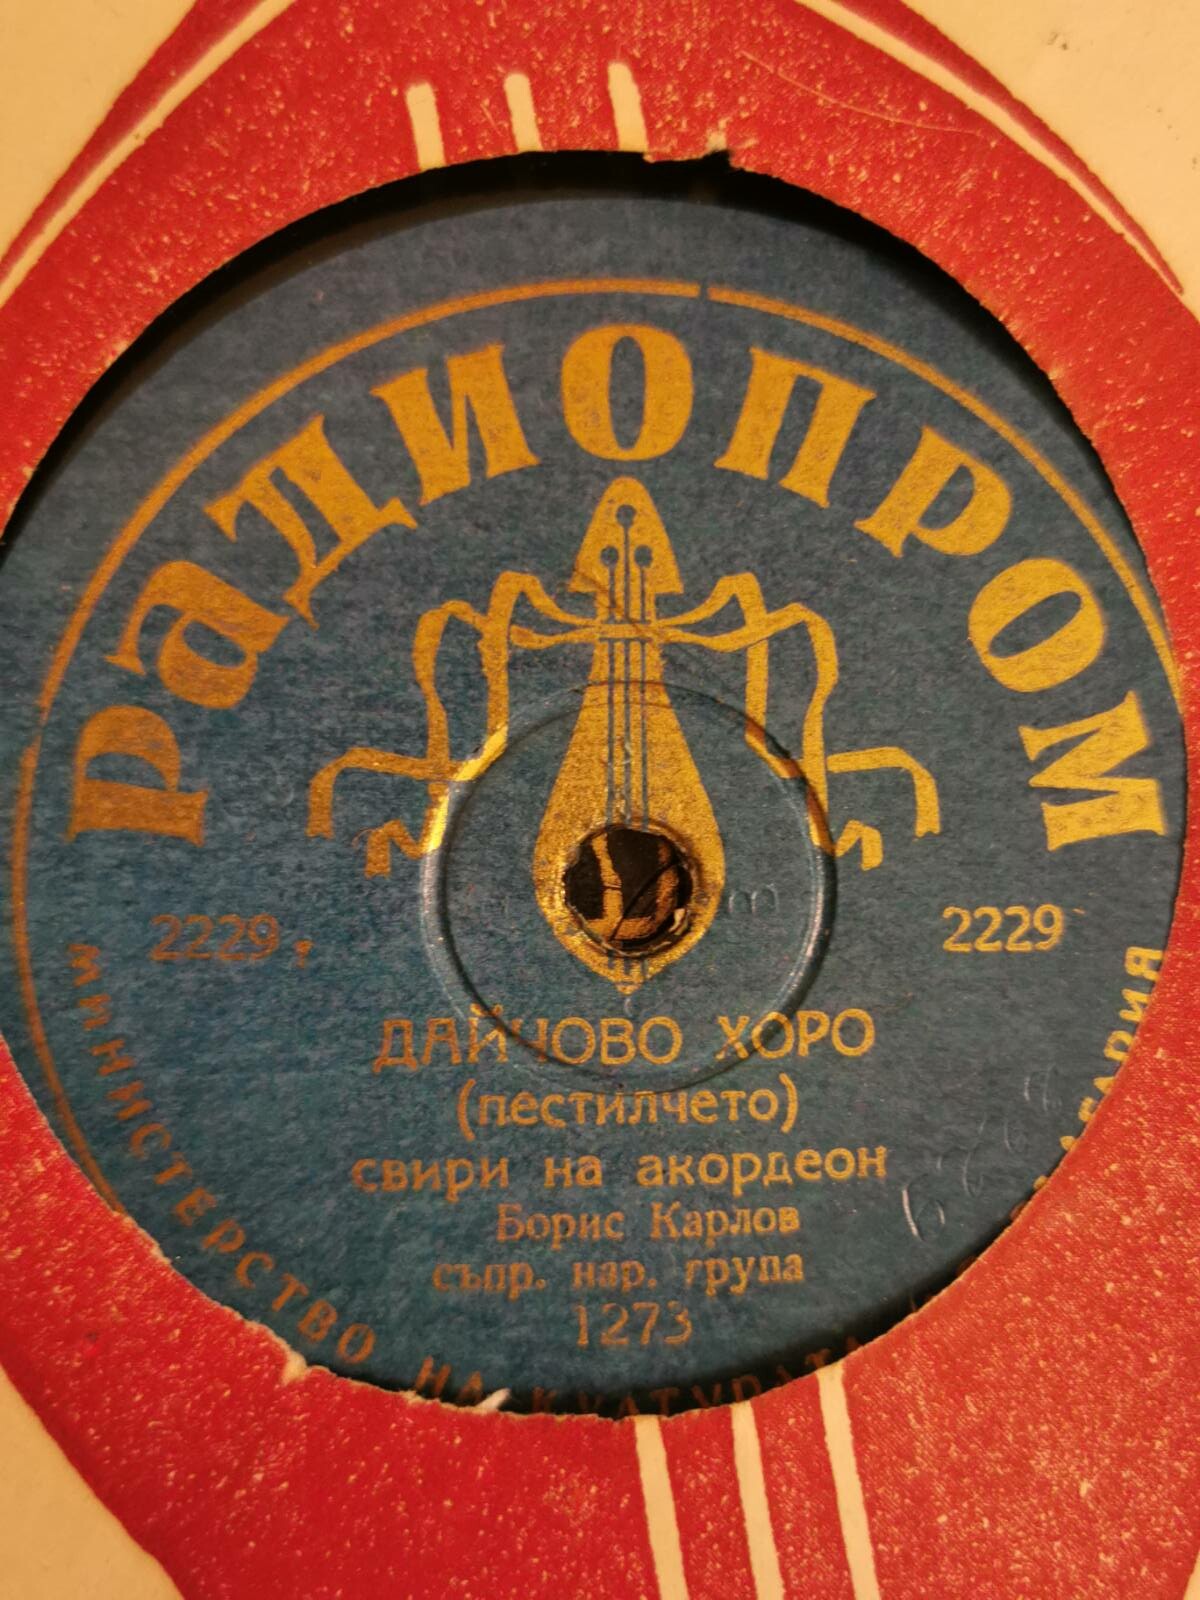 РАДИОПРОМ
2229
2229
ДАЙЧОВО ХОРО
(пестилчето)
свири на акордеон
Борис Карлов
съпр. нар. група
1273
МИНИСТЕРСТВО НА КУЛТУРАТА